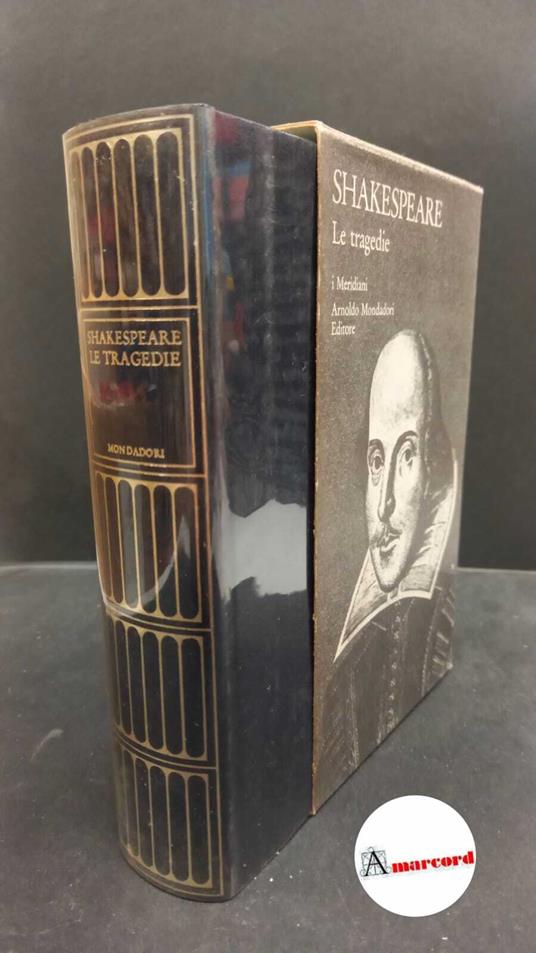 SHAKESPEARE
LE TRAGEDIE
MONDADORI
SHAKESPEARE
Le tragedie
i Meridiani
Arnoldo Mondadori
Editore
Amarcord